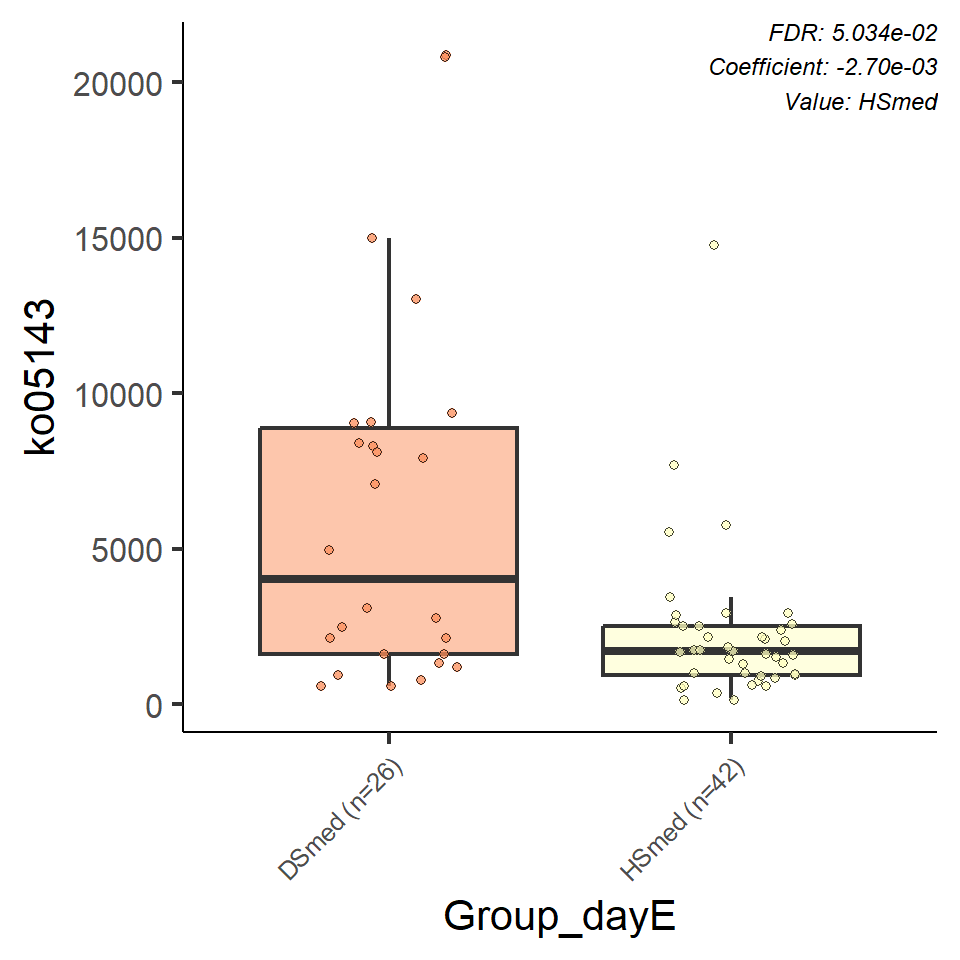 FDR: 5.034e-02
Coefficient: -2.70e-03
Value: HSmed
20000
15000
10000
5000
0
ko05143
DSmed (n=26)
HSmed (n=42)
Group_dayE